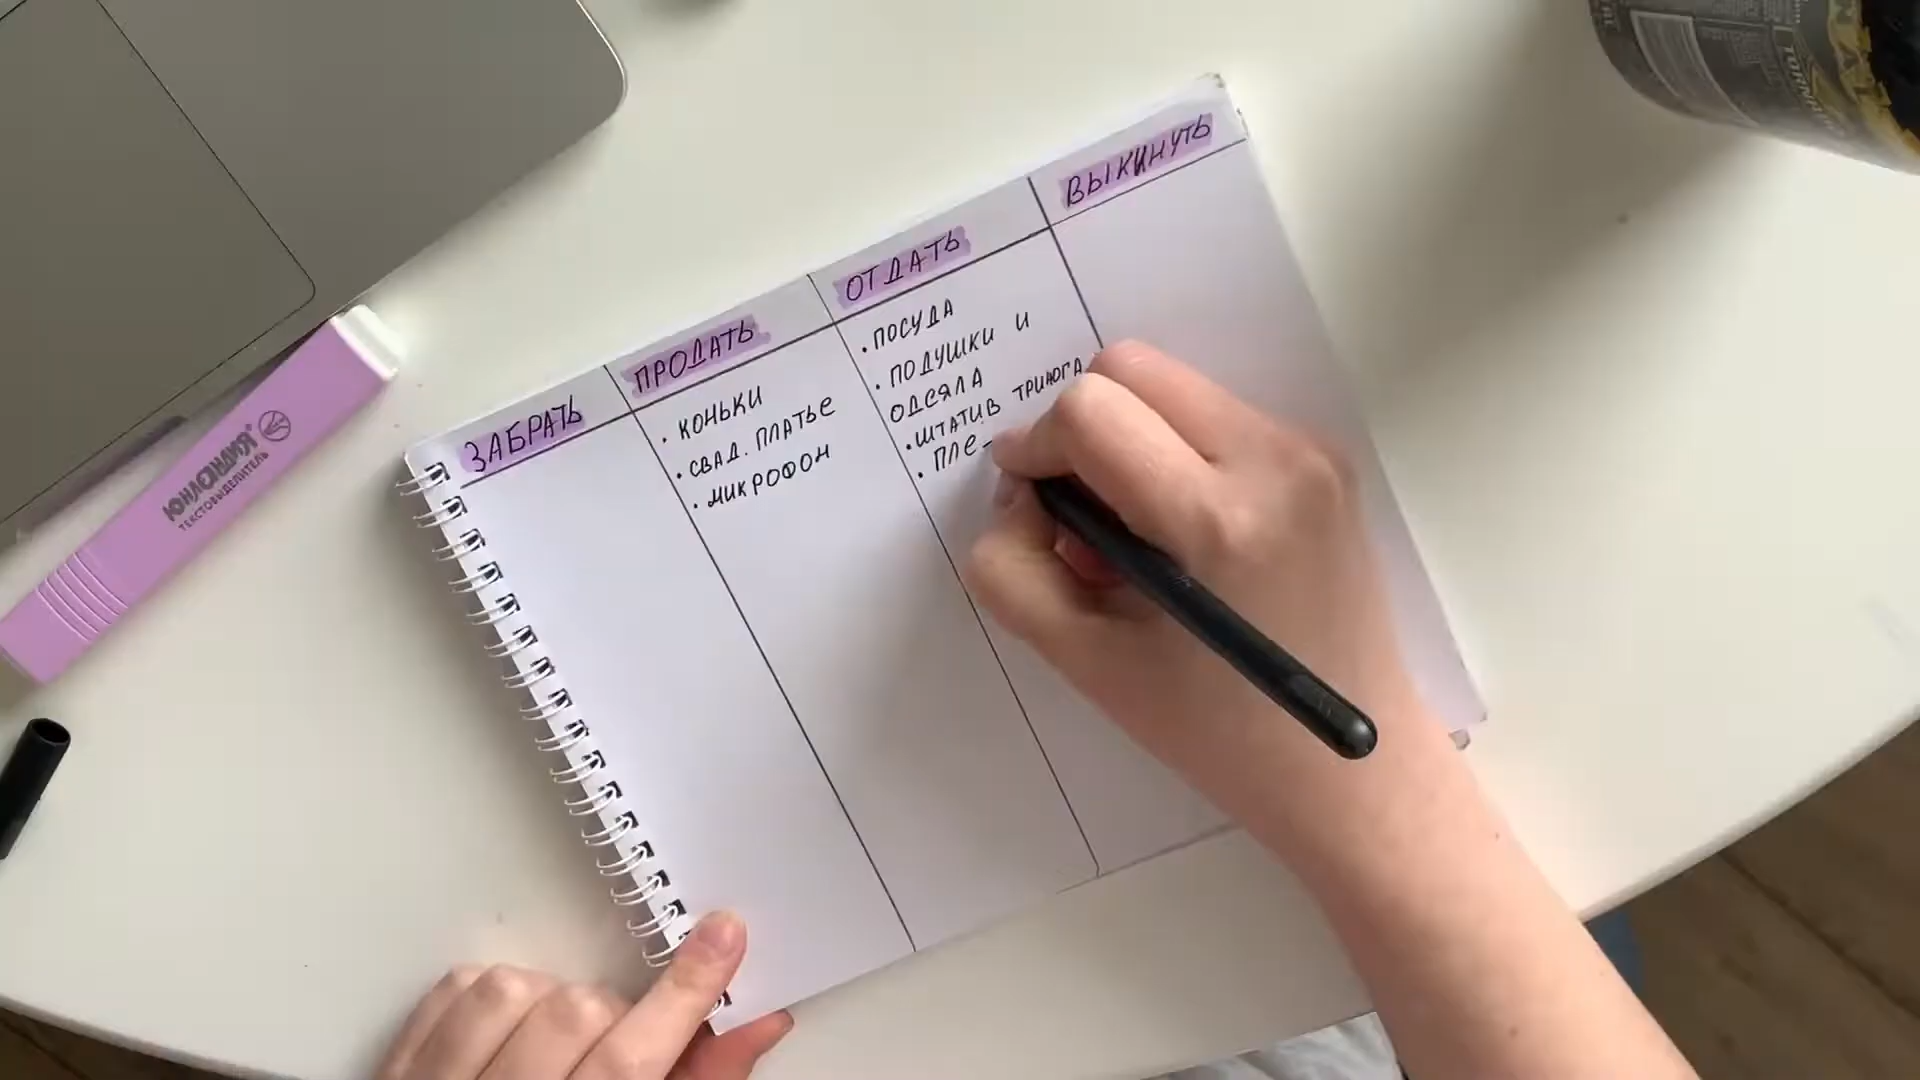 ЗАБРАТЬ
ПРОДАТЬ
• КОНЬКИ
• СВАД. ПЛАТЬЕ
• МИКРОФОН
ОТДАТЬ
• ПОСУДА
• ПОДУШКИ И
ОДЕЯЛА
• ШТАТИВ ТРИНОГА
• ПЛЕ
ВЫКИНУТЬ
ЮНЛАНДИЯ®
ТЕКСТОВЫДЕЛИТЕЛЬ